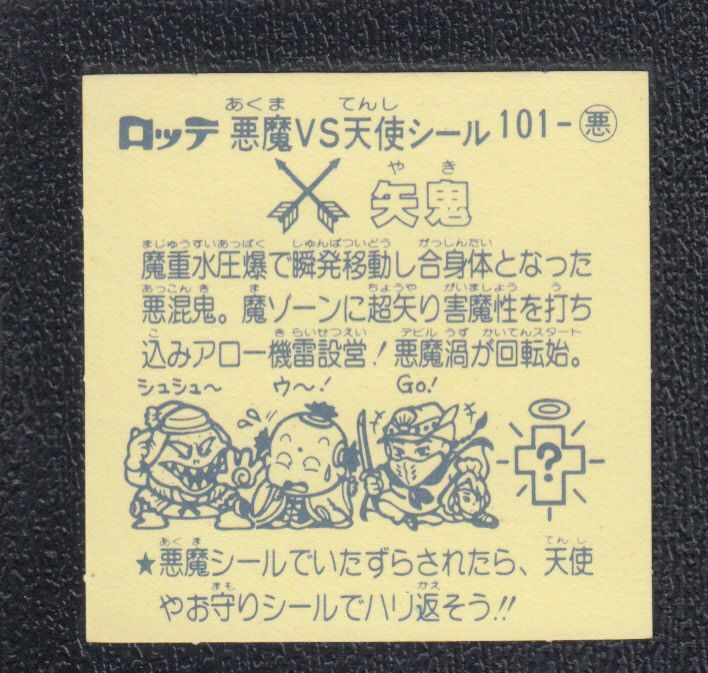 あくま てんし
ロッテ 悪魔VS天使シール 101-悪
やき
矢鬼
まじゅうすいあっぱく しゅんぱついどう がっしんたい
魔重水圧爆で瞬発移動し合身体となった
あっこんき ま ちょうや がいましょう う
悪混鬼。魔ゾーンに超矢り害魔性を打ち
こ きらいせつえい デビルうず かいてんスタート
込みアロー機雷設営!悪魔渦が回転始。
シュシュ〜 ウ〜! Go!
?
あくま てんし
★悪魔シールでいたずらされたら、天使
まも かえ
やお守りシールでハリ返そう!!